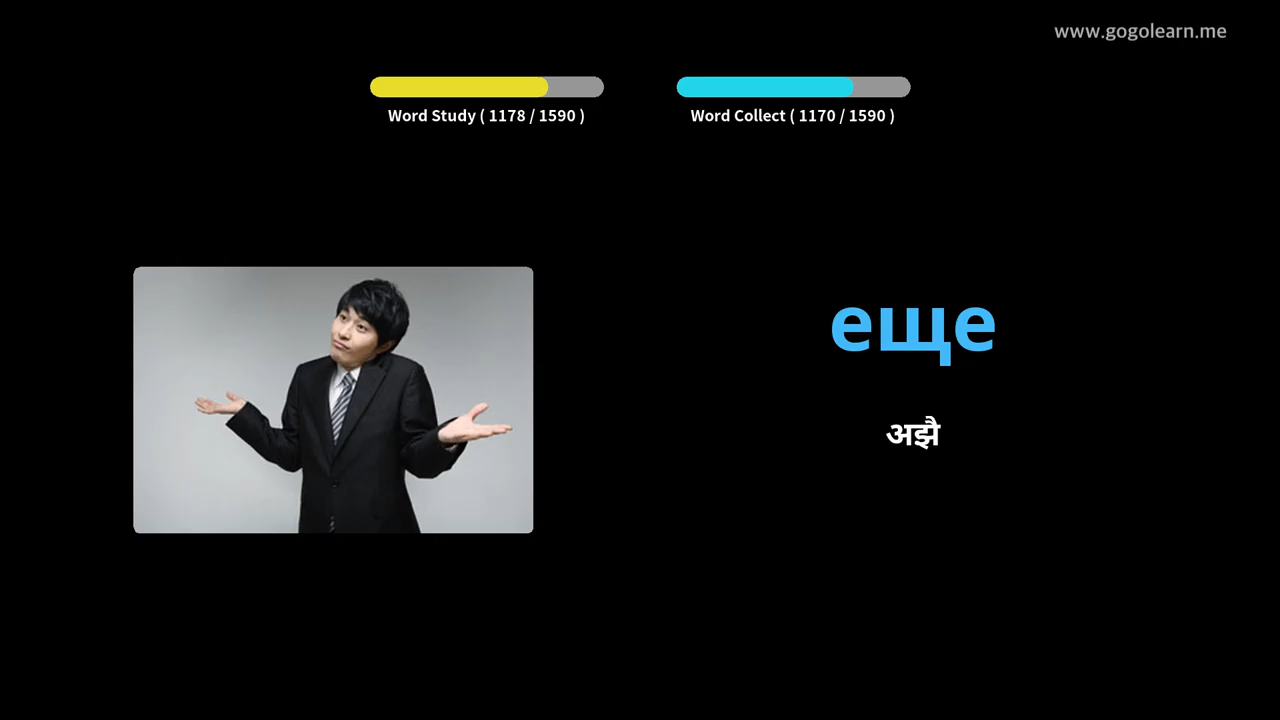 www.gogolearn.me
Word Study ( 1178 / 1590 )
Word Collect ( 1170 / 1590 )
еще
अझै